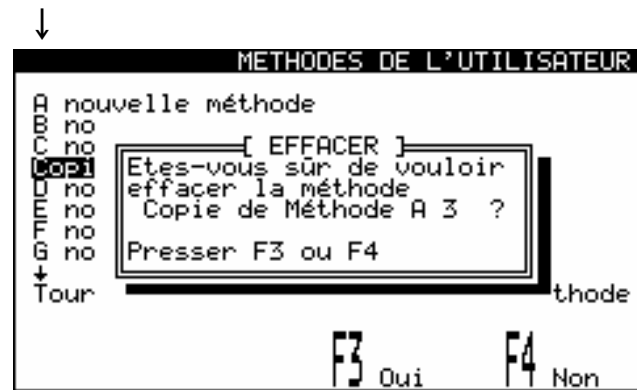 ↓
METHODES DE L'UTILISATEUR
A nouvelle méthode
B no
C no
[ EFFACER ]
Copi
Etes-vous sûr de vouloir
D no
effacer la méthode
E no
Copie de Méthode A 3 ?
F no
G no
Presser F3 ou F4
↓
Tour
thode
F3 Oui
F4 Non